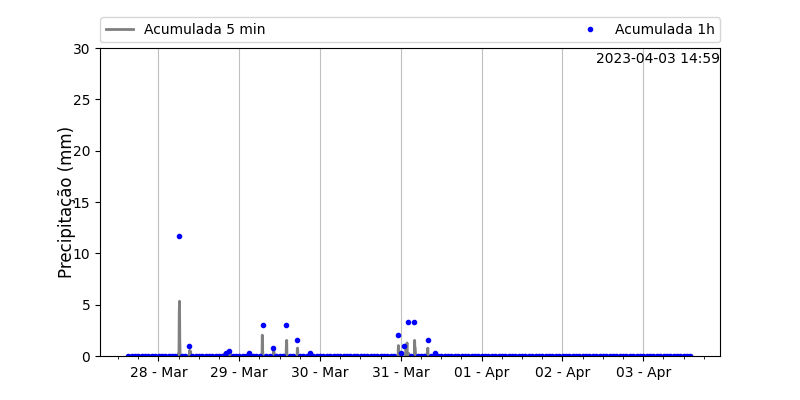 Acumulada 5 min
Acumulada 1h
2023-04-03 14:59
Precipitação (mm)
30
25
20
15
10
5
0
28 - Mar
29 - Mar
30 - Mar
31 - Mar
01 - Apr
02 - Apr
03 - Apr